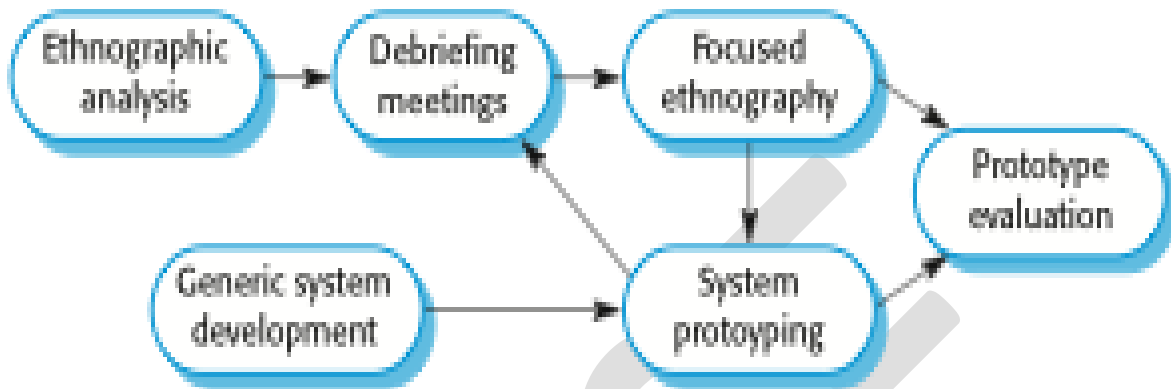 Ethnographic
analysis
Debriefing
meetings
Focused
ethnography
Prototype
evaluation
Generic system
development
System
protoyping